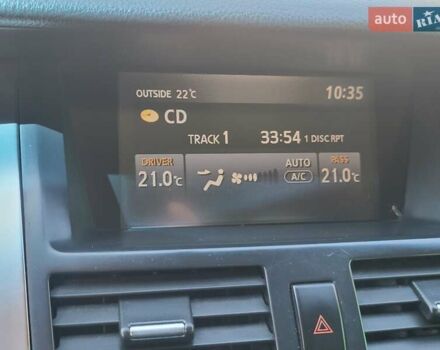 auto RIA
OUTSIDE 22°C 10:35
CD
TRACK 1 33:54 1 DISC RPT
DRIVER AUTO PASS
21.0°C A/C 21.0°C